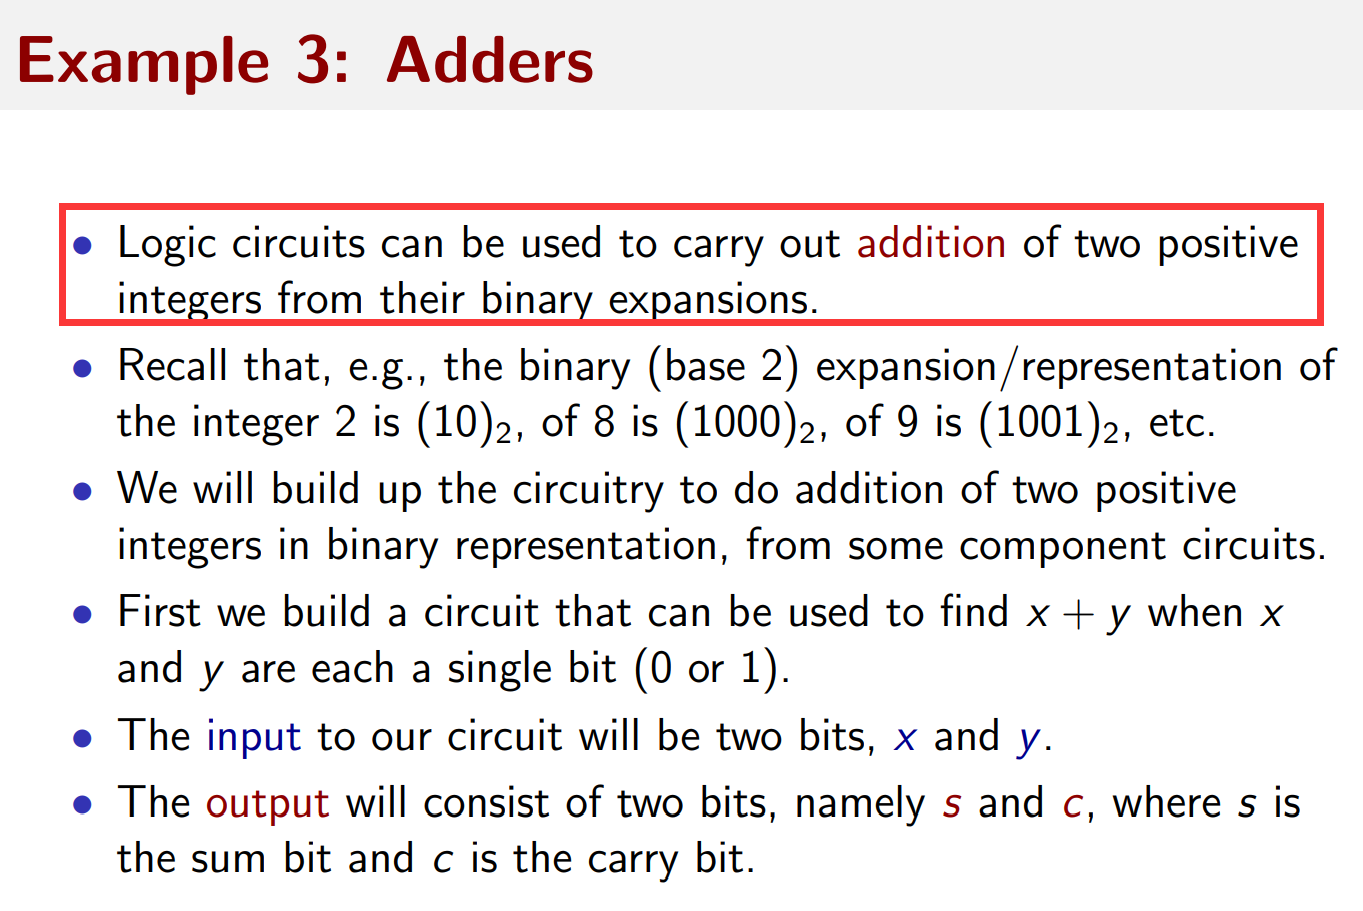 Example 3: Adders
• Logic circuits can be used to carry out addition of two positive
integers from their binary expansions.
• Recall that, e.g., the binary (base 2) expansion/representation of
the integer 2 is (10)₂, of 8 is (1000)₂, of 9 is (1001)₂, etc.
• We will build up the circuitry to do addition of two positive
integers in binary representation, from some component circuits.
• First we build a circuit that can be used to find x + y when x
and y are each a single bit (0 or 1).
• The input to our circuit will be two bits, x and y.
• The output will consist of two bits, namely s and c, where s is
the sum bit and c is the carry bit.